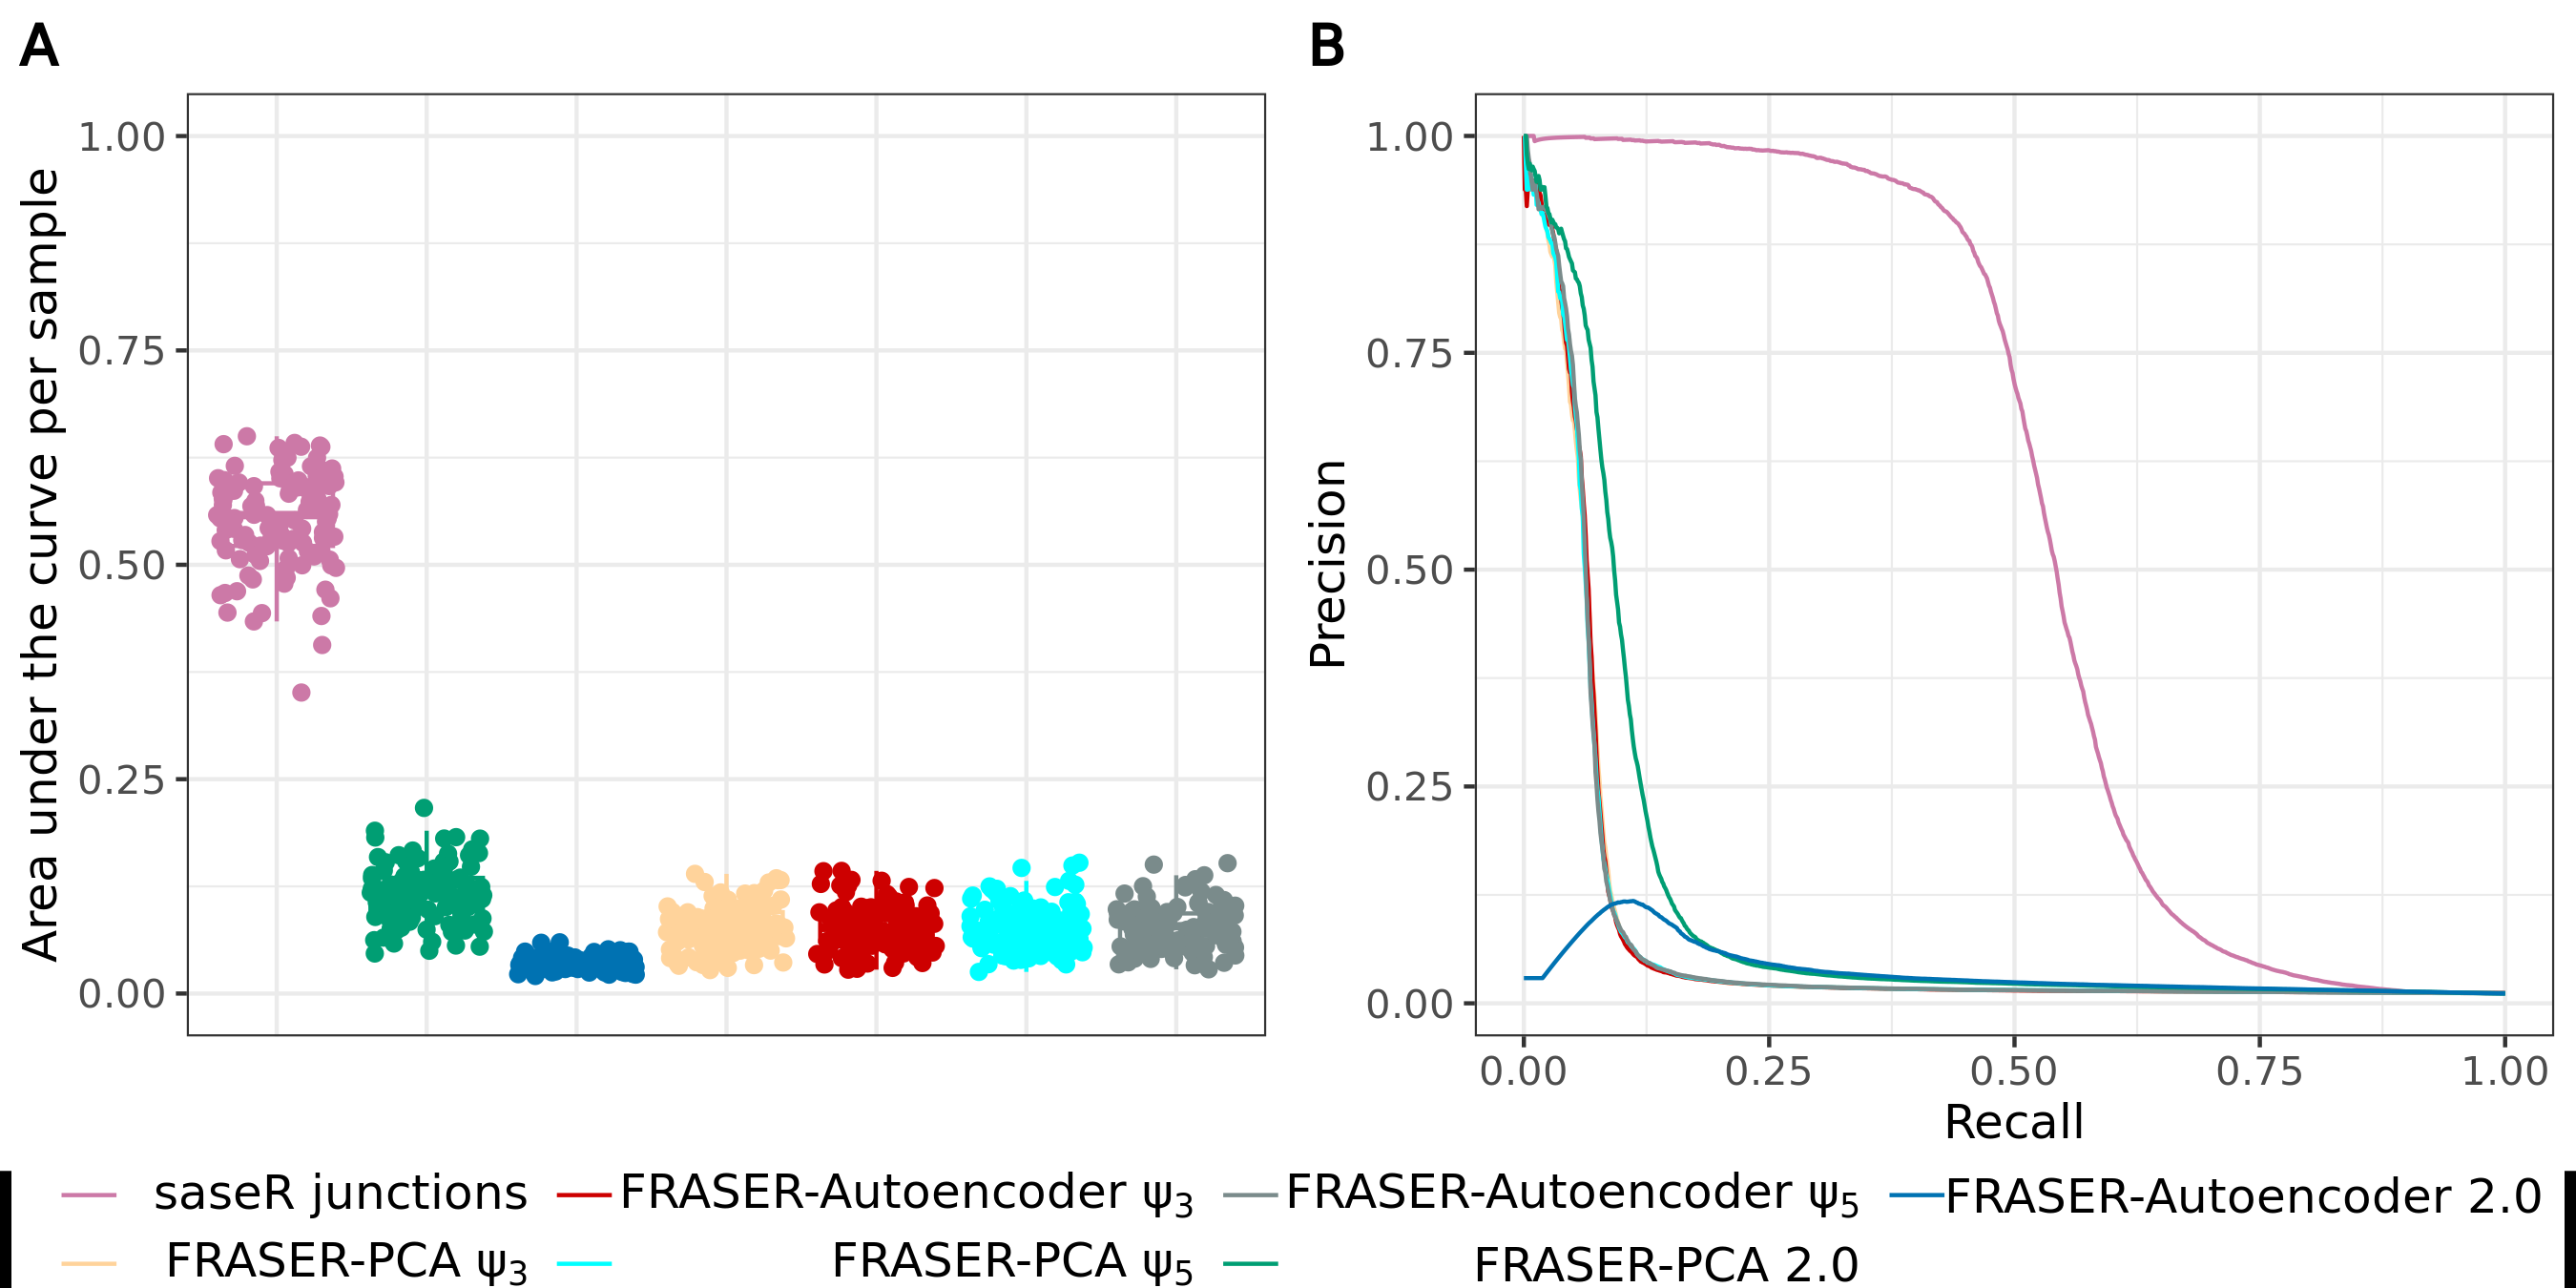 A
B
Area under the curve per sample
1.00
0.75
0.50
0.25
0.00
Precision
1.00
0.75
0.50
0.25
0.00
0.00 0.25 0.50 0.75 1.00
Recall
saseR junctions FRASER-Autoencoder ψ₃ FRASER-Autoencoder ψ₅ FRASER-Autoencoder 2.0
FRASER-PCA ψ₃ FRASER-PCA ψ₅ FRASER-PCA 2.0